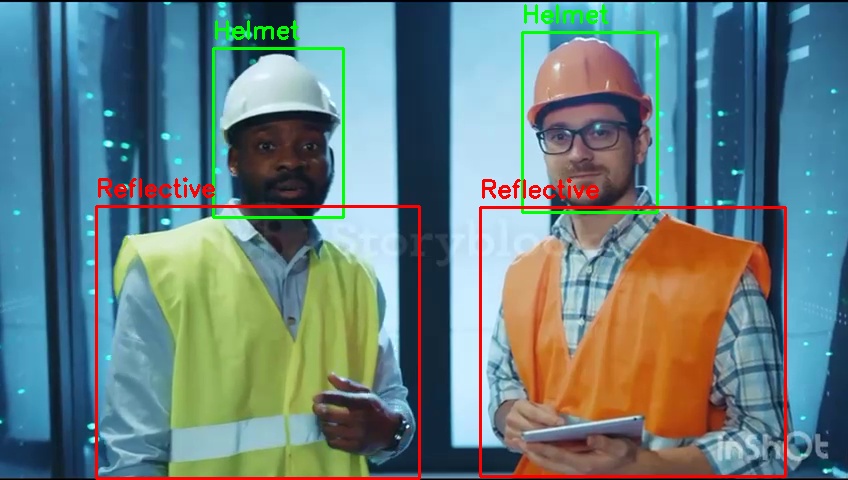 Helmet
Helmet
Reflective
Reflective
Storyblocks
InShOt